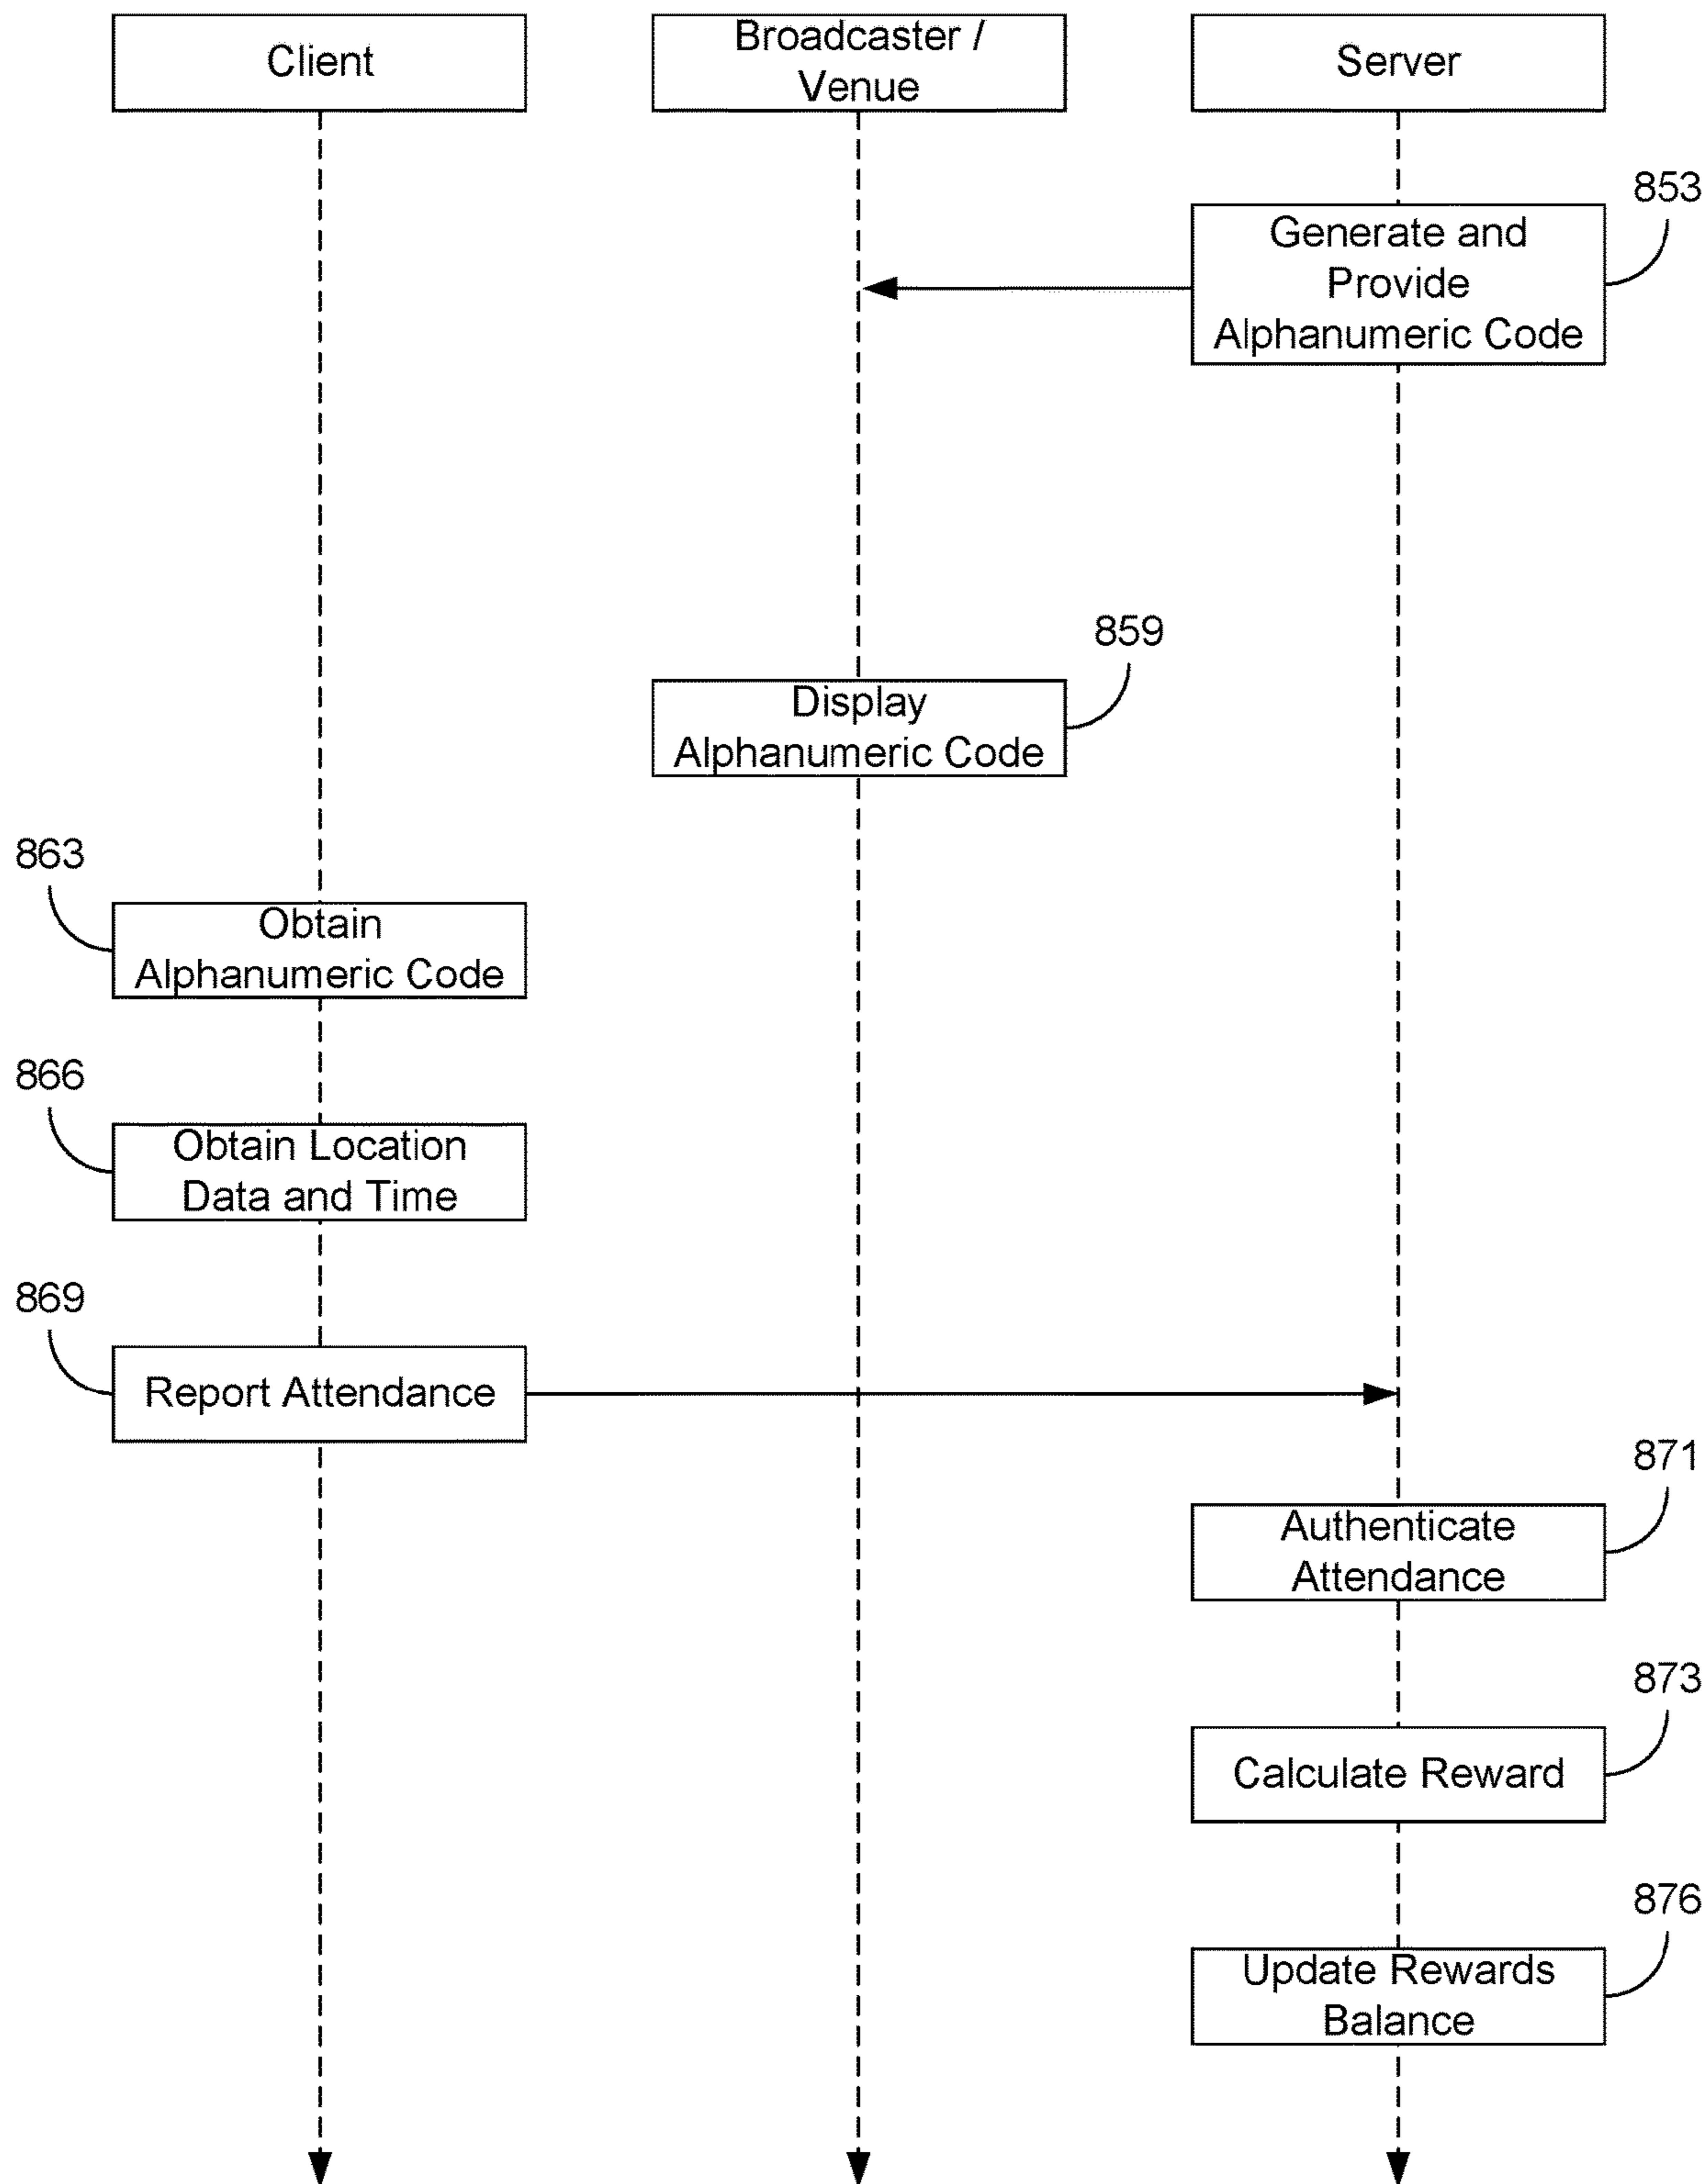 Client
Broadcaster /
Venue
Server
853
Generate and
Provide
Alphanumeric Code
859
Display
Alphanumeric Code
863
Obtain
Alphanumeric Code
866
Obtain Location
Data and Time
869
Report Attendance
871
Authenticate
Attendance
873
Calculate Reward
876
Update Rewards
Balance